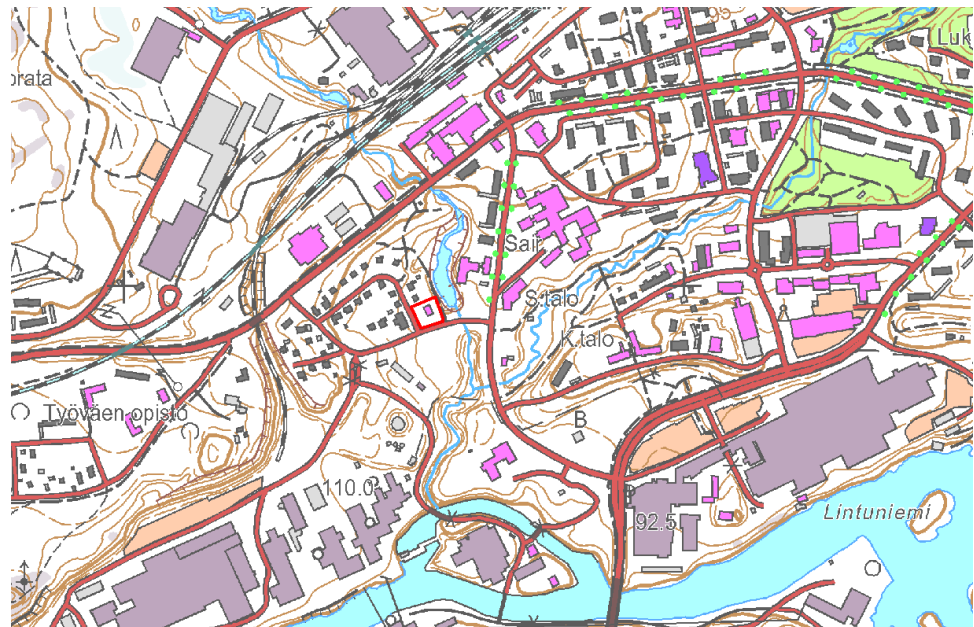 Luk
orata
Sair
S.talo
K.talo
Työväen opisto
B
110.0
92.5
Lintuniemi